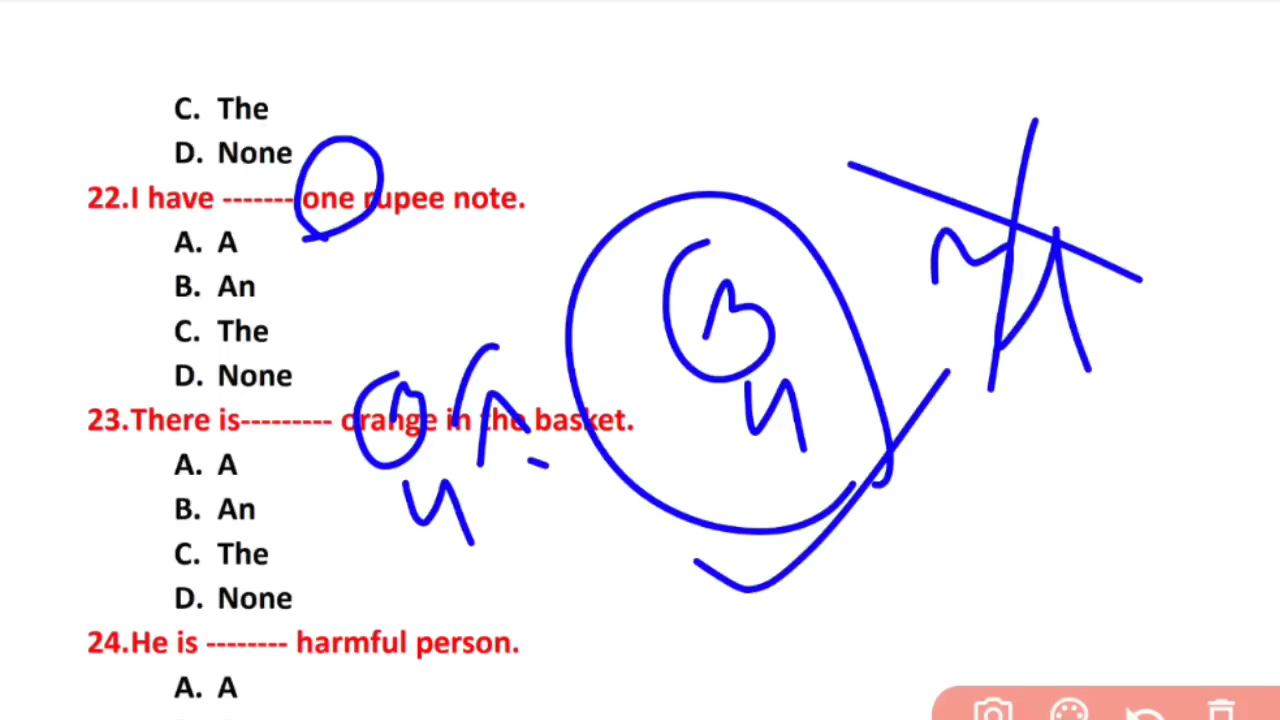 C. The
D. None
22.I have ------- one rupee note.
A. A
B. An
C. The
D. None
23.There is--------- orange in the basket.
A. A
B. An
C. The
D. None
24.He is -------- harmful person.
A. A